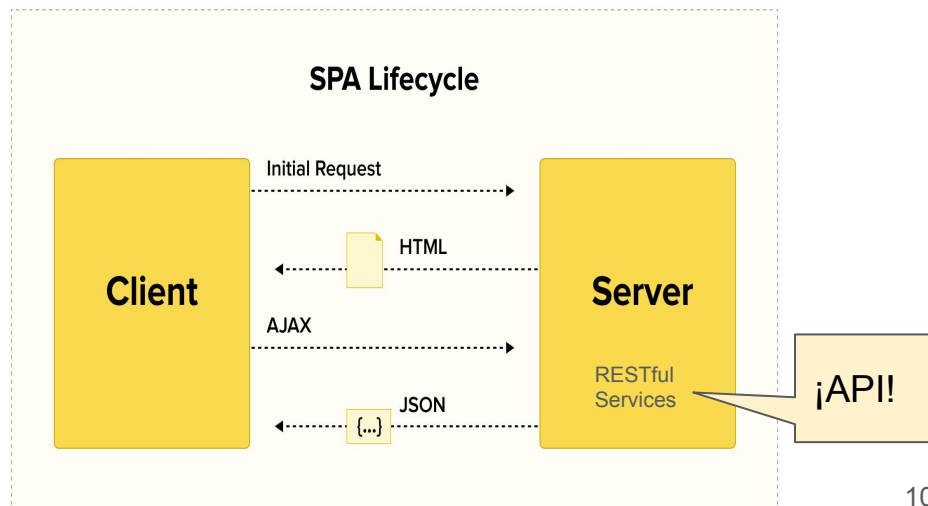 SPA Lifecycle
Initial Request
HTML
Client
Server
AJAX
RESTful
Services
¡API!
JSON
{...}
10